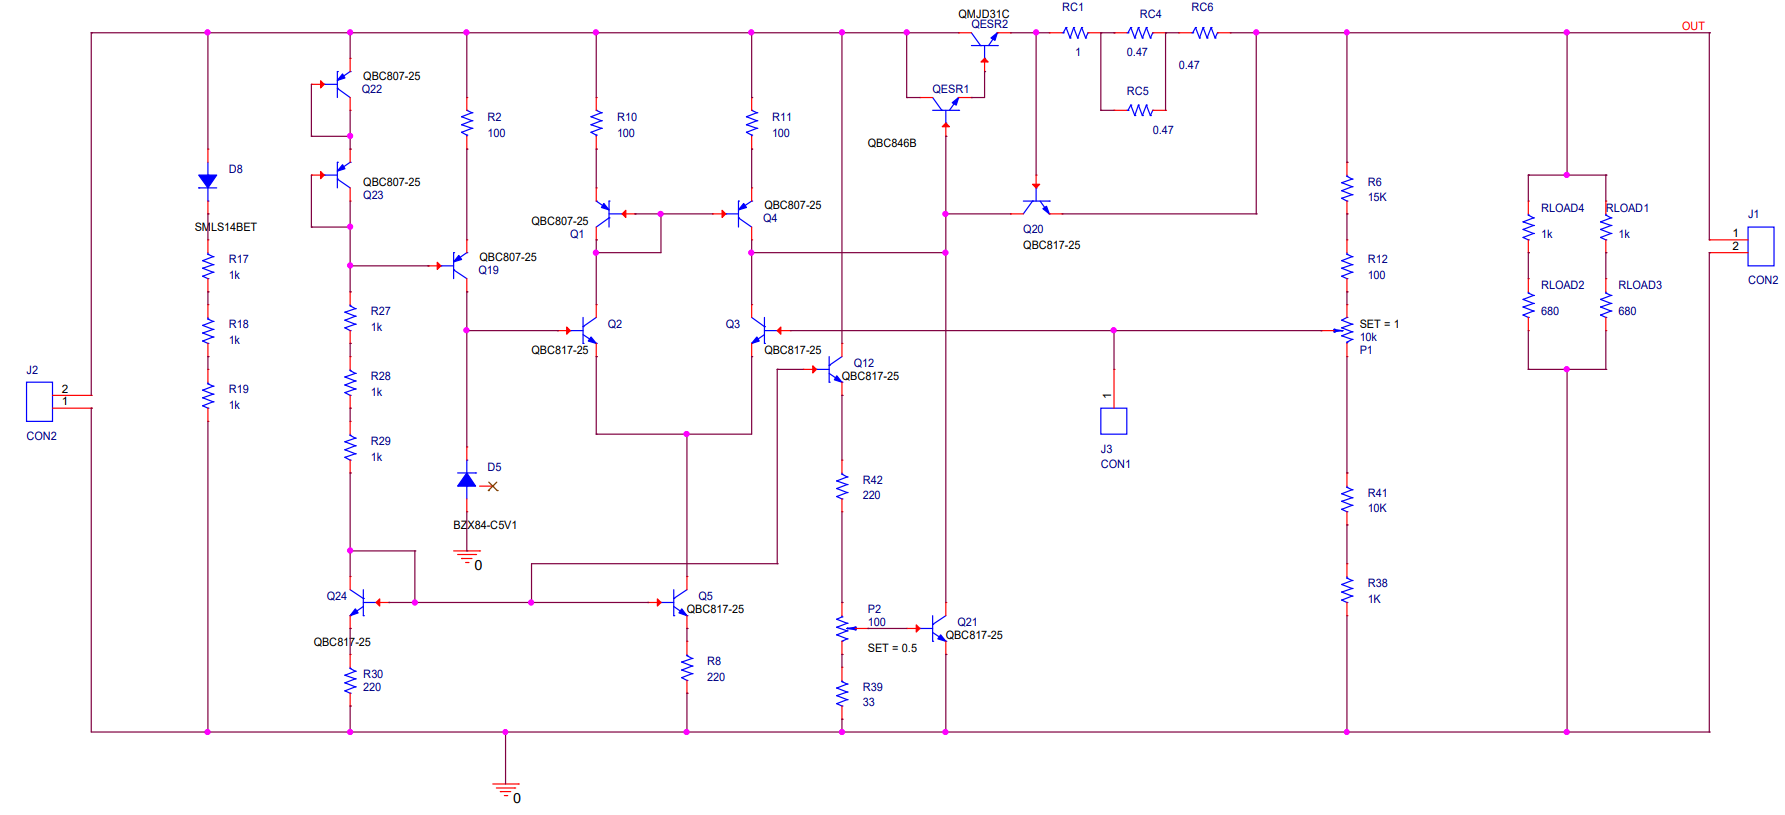 RC1
QMJD31C
QESR2
RC4
RC6
OUT
1
0.47
0.47
QBC807-25
Q22
QESR1
RC5
R2
100
R10
100
R11
100
0.47
QBC846B
D8
QBC807-25
Q23
R6
15K
SMLS14BET
QBC807-25
Q1
QBC807-25
Q4
RLOAD4
1k
RLOAD1
1k
J1
1
2
CON2
Q20
QBC817-25
R17
1k
QBC807-25
Q19
R12
100
RLOAD2
680
RLOAD3
680
R27
1k
R18
1k
Q2
QBC817-25
Q3
QBC817-25
SET = 1
10k
P1
Q12
QBC817-25
J2
2
1
CON2
R28
1k
R19
1k
1
J3
CON1
R29
1k
D5
BZX84-C5V1
0
R42
220
R41
10K
Q24
QBC817-25
Q5
QBC817-25
R38
1K
P2
100
SET = 0.5
Q21
QBC817-25
R30
220
R8
220
R39
33
0